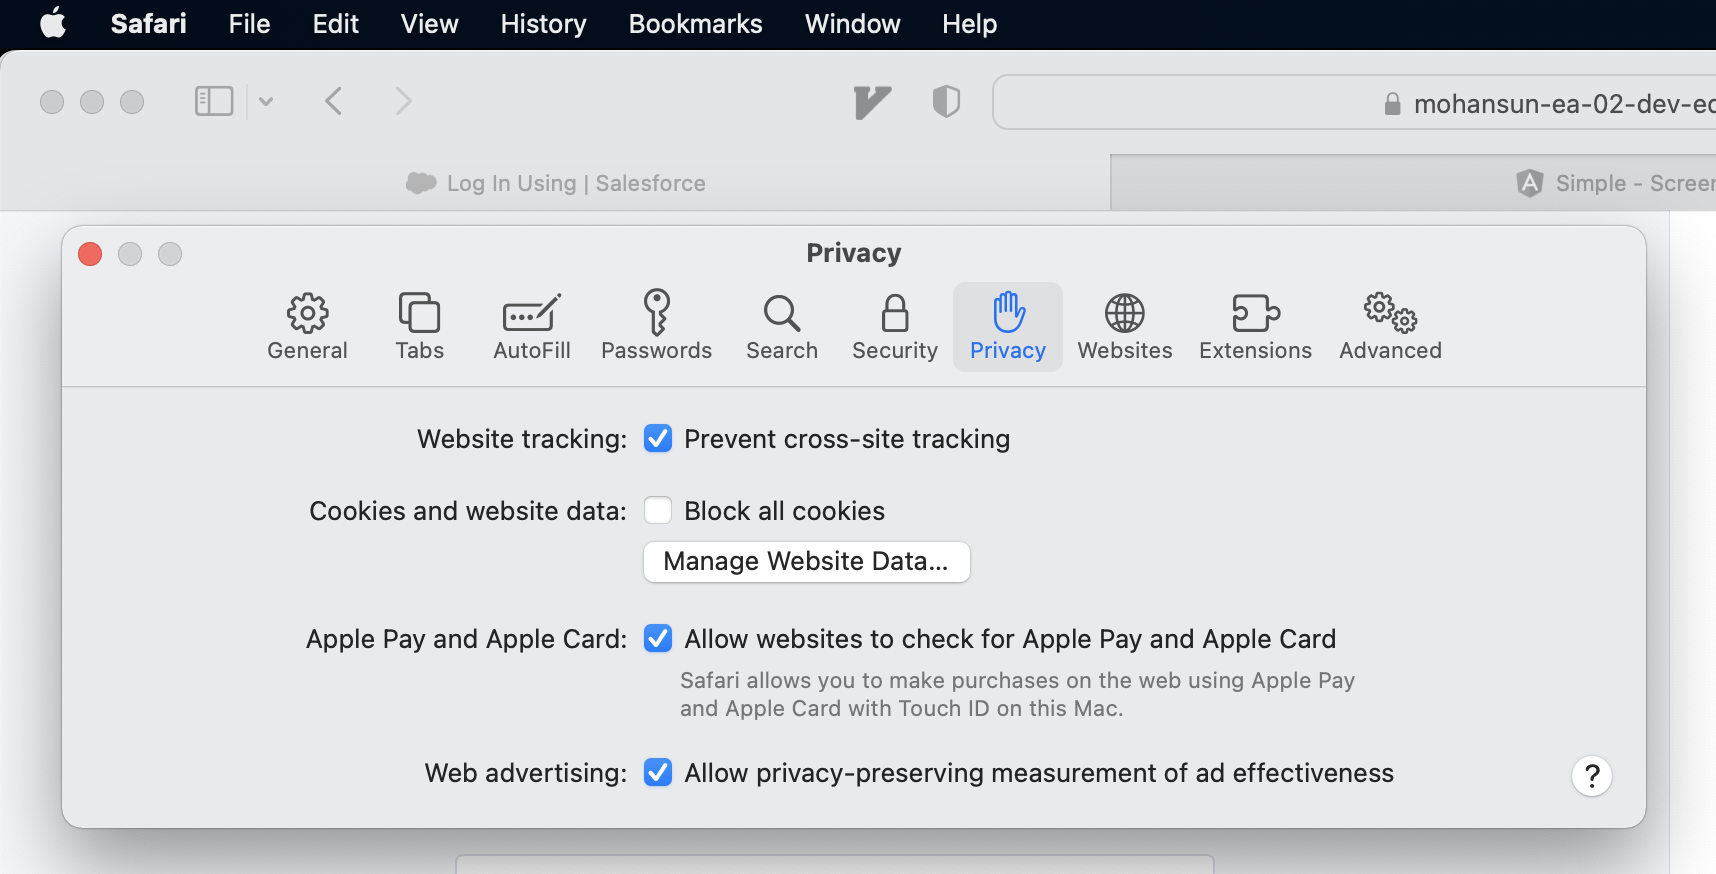 Safari File Edit View History Bookmarks Window Help
mohansun-ea-02-dev-ed
Log In Using | Salesforce
Simple - Screen
Privacy
General Tabs AutoFill Passwords Search Security Privacy Websites Extensions Advanced
Website tracking: Prevent cross-site tracking
Cookies and website data: Block all cookies
Manage Website Data...
Apple Pay and Apple Card: Allow websites to check for Apple Pay and Apple Card
Safari allows you to make purchases on the web using Apple Pay
and Apple Card with Touch ID on this Mac.
Web advertising: Allow privacy-preserving measurement of ad effectiveness
?